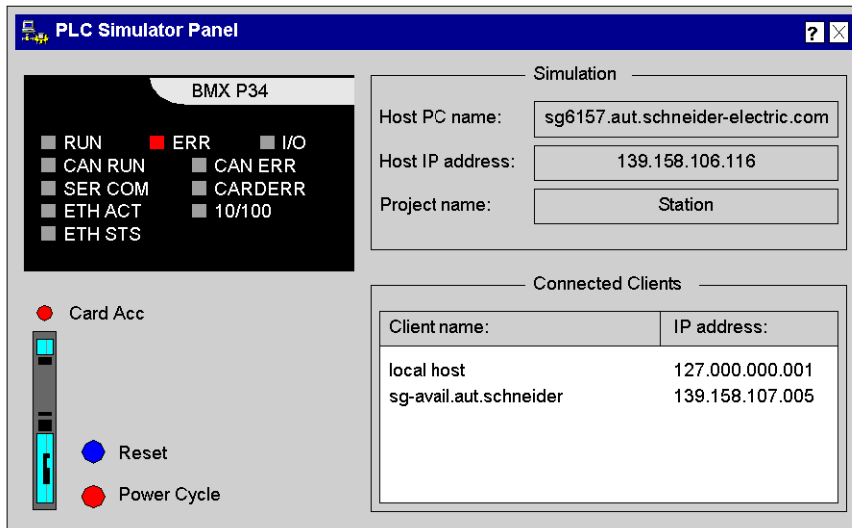 PLC Simulator Panel
?
BMX P34
RUN ERR I/O
CAN RUN CAN ERR
SER COM CARDERR
ETH ACT 10/100
ETH STS
Card Acc
Reset
Power Cycle
Simulation
Host PC name: sg6157.aut.schneider-electric.com
Host IP address: 139.158.106.116
Project name: Station
Connected Clients
Client name: IP address:
local host 127.000.000.001
sg-avail.aut.schneider 139.158.107.005